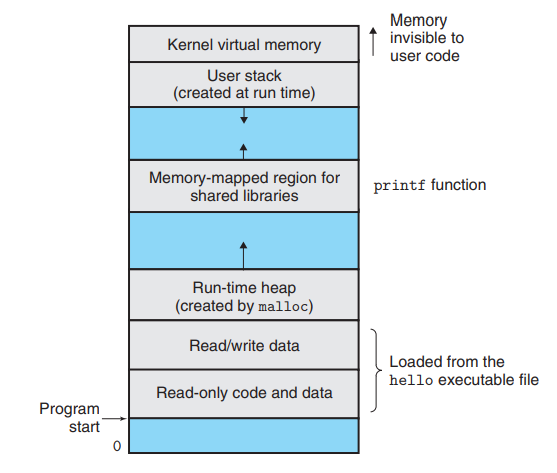 Memory
invisible to
user code
Kernel virtual memory
User stack
(created at run time)
Memory-mapped region for
shared libraries
printf function
Run-time heap
(created by malloc)
Read/write data
Loaded from the
hello executable file
Read-only code and data
Program
start
0